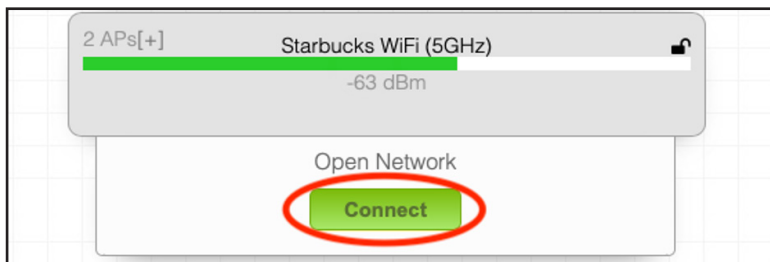 2 APs[+]
Starbucks WiFi (5GHz)
-63 dBm
Open Network
Connect